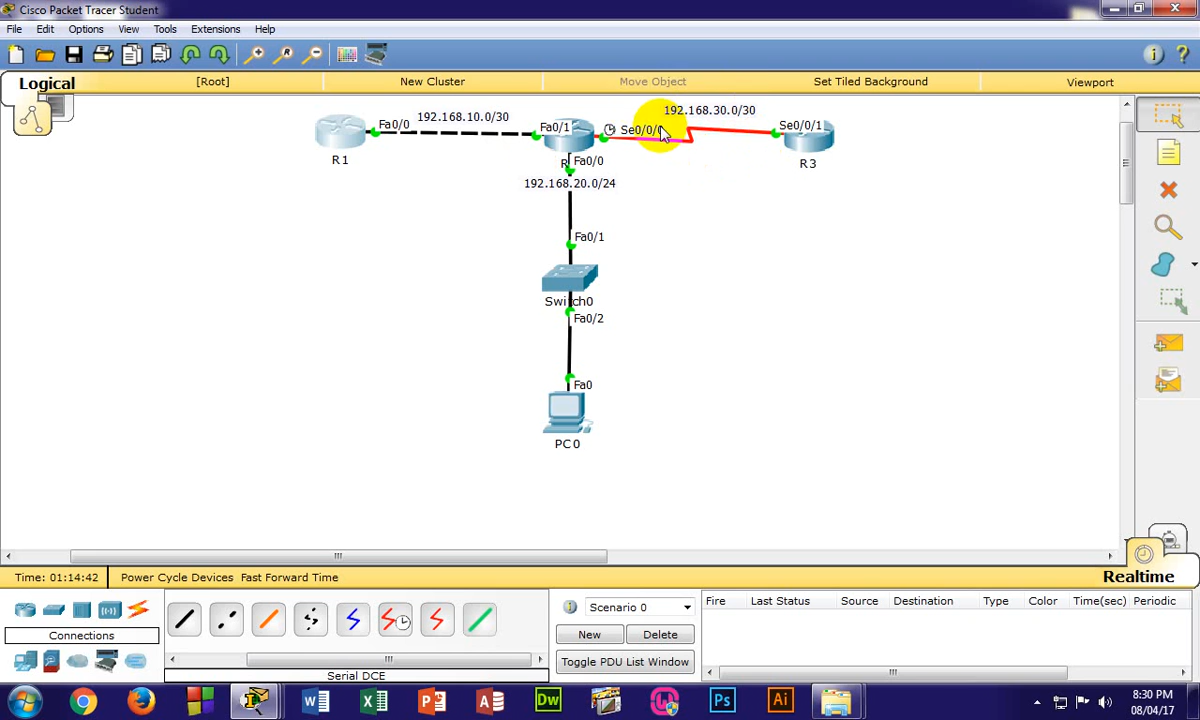 Cisco Packet Tracer Student
File Edit Options View Tools Extensions Help
Logical [Root] New Cluster Move Object Set Tiled Background Viewport
192.168.30.0/30
192.168.10.0/30
Fa0/0 Fa0/1 Se0/0/0 Se0/0/1
R1 R3
Fa0/0
192.168.20.0/24
Fa0/1
Switch0
Fa0/2
Fa0
PC0
Time: 01:14:42 Power Cycle Devices Fast Forward Time Realtime
Connections
Serial DCE
Scenario 0
New Delete
Toggle PDU List Window
Fire Last Status Source Destination Type Color Time(sec) Periodic
8:30 PM
08/04/17